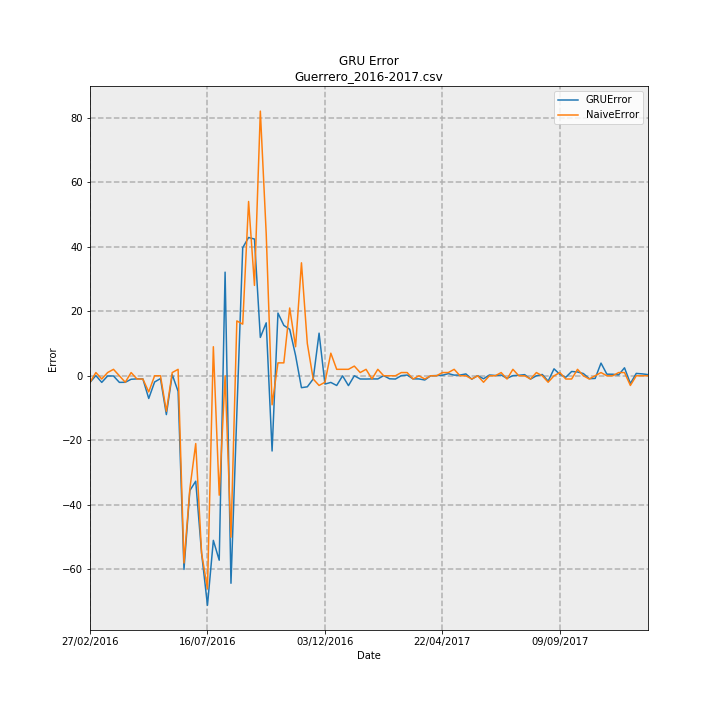 GRU Error
Guerrero_2016-2017.csv
GRUError
NaiveError
80
60
40
20
0
−20
−40
−60
Error
27/02/2016
16/07/2016
03/12/2016
22/04/2017
09/09/2017
Date